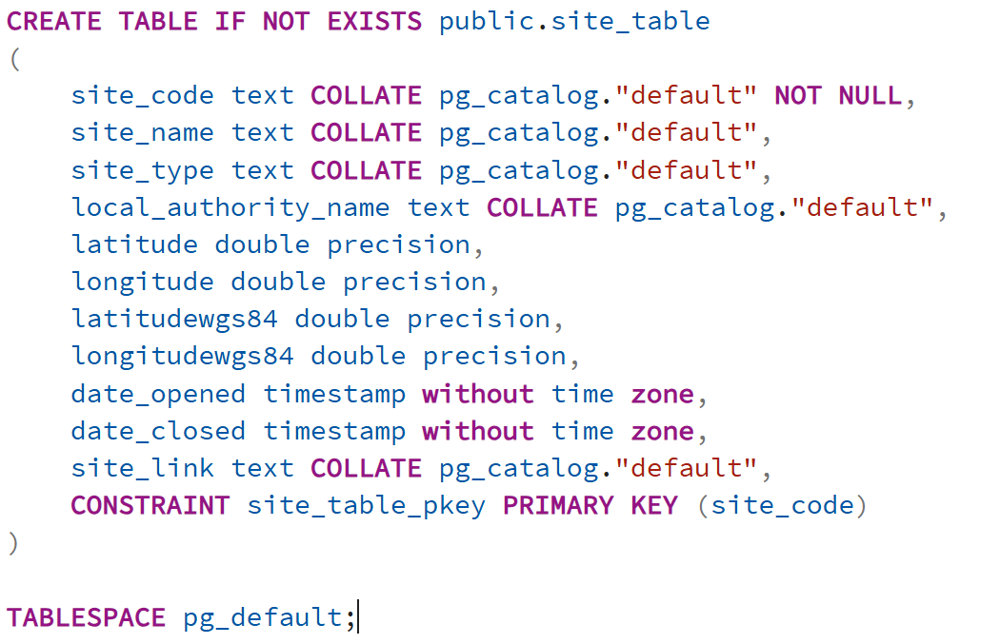 CREATE TABLE IF NOT EXISTS public.site_table
(
    site_code text COLLATE pg_catalog."default" NOT NULL,
    site_name text COLLATE pg_catalog."default",
    site_type text COLLATE pg_catalog."default",
    local_authority_name text COLLATE pg_catalog."default",
    latitude double precision,
    longitude double precision,
    latitudewgs84 double precision,
    longitudewgs84 double precision,
    date_opened timestamp without time zone,
    date_closed timestamp without time zone,
    site_link text COLLATE pg_catalog."default",
    CONSTRAINT site_table_pkey PRIMARY KEY (site_code)
)
TABLESPACE pg_default;